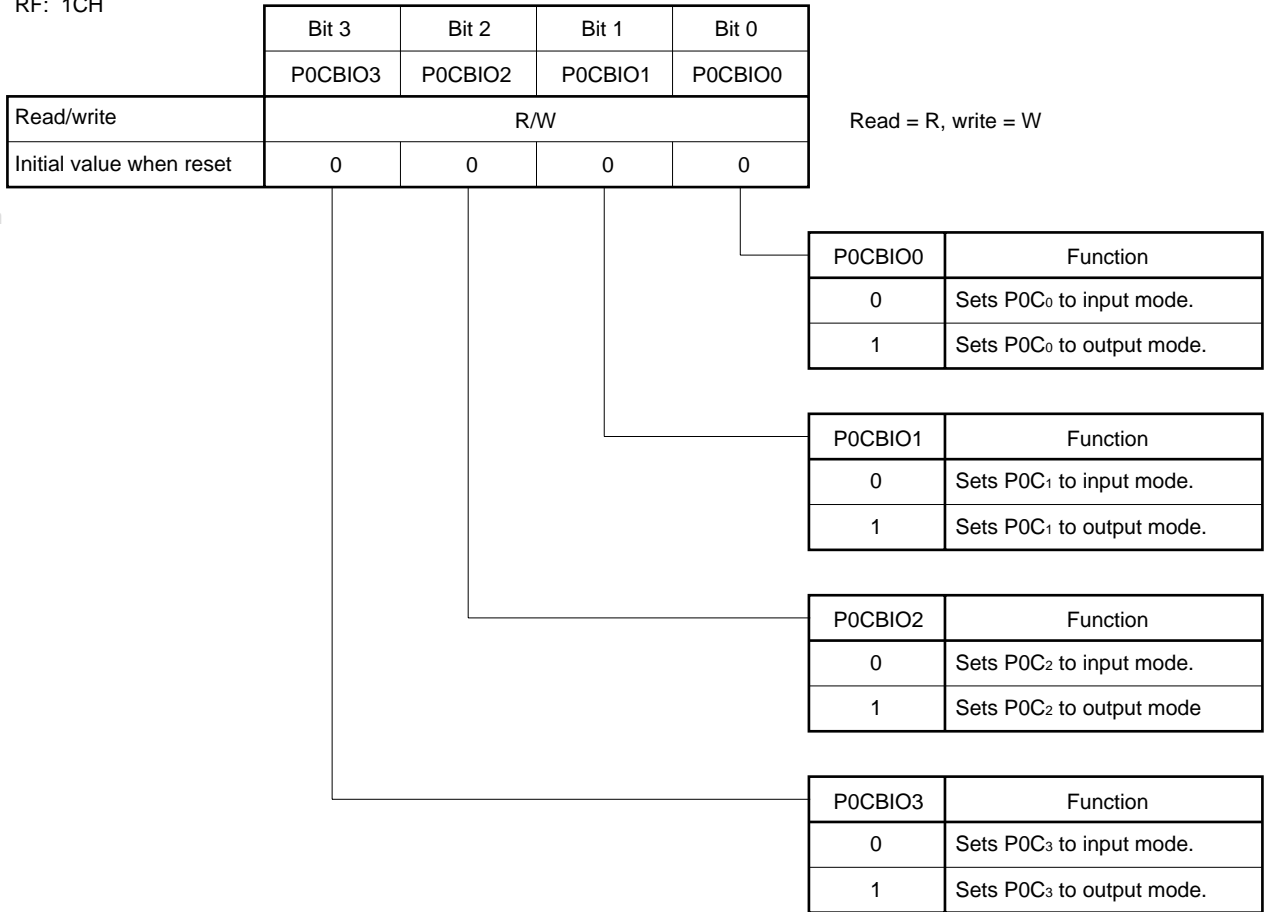 RF: 1CH
Bit 3 Bit 2 Bit 1 Bit 0
P0CBIO3 P0CBIO2 P0CBIO1 P0CBIO0
Read/write R/W Read = R, write = W
Initial value when reset 0 0 0 0
P0CBIO0 Function
0 Sets P0C₀ to input mode.
1 Sets P0C₀ to output mode.
P0CBIO1 Function
0 Sets P0C₁ to input mode.
1 Sets P0C₁ to output mode.
P0CBIO2 Function
0 Sets P0C₂ to input mode.
1 Sets P0C₂ to output mode
P0CBIO3 Function
0 Sets P0C₃ to input mode.
1 Sets P0C₃ to output mode.